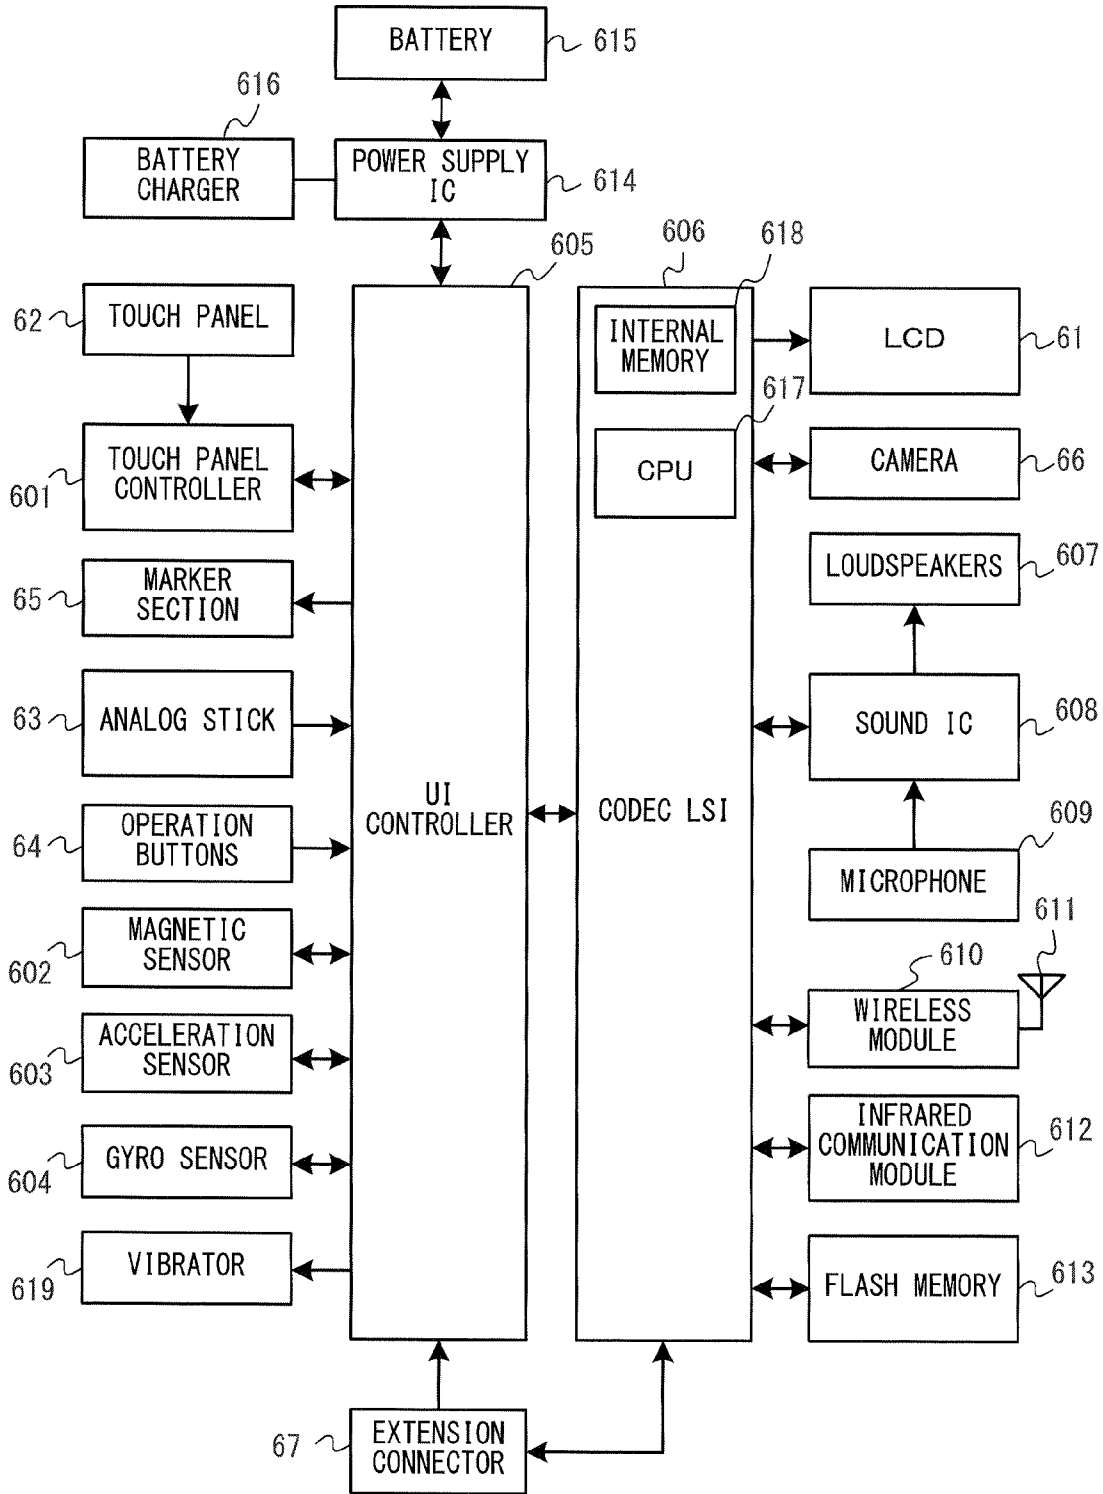 BATTERY
615
616
BATTERY
CHARGER
POWER SUPPLY
IC
614
605
606
618
62
TOUCH PANEL
INTERNAL
MEMORY
LCD
61
617
601
TOUCH PANEL
CONTROLLER
CPU
CAMERA
66
LOUDSPEAKERS
607
65
MARKER
SECTION
63
ANALOG STICK
SOUND IC
608
UI
CONTROLLER
CODEC LSI
64
OPERATION
BUTTONS
609
MICROPHONE
602
MAGNETIC
SENSOR
611
610
WIRELESS
MODULE
603
ACCELERATION
SENSOR
INFRARED
COMMUNICATION
MODULE
612
604
GYRO SENSOR
619
VIBRATOR
FLASH MEMORY
613
67
EXTENSION
CONNECTOR